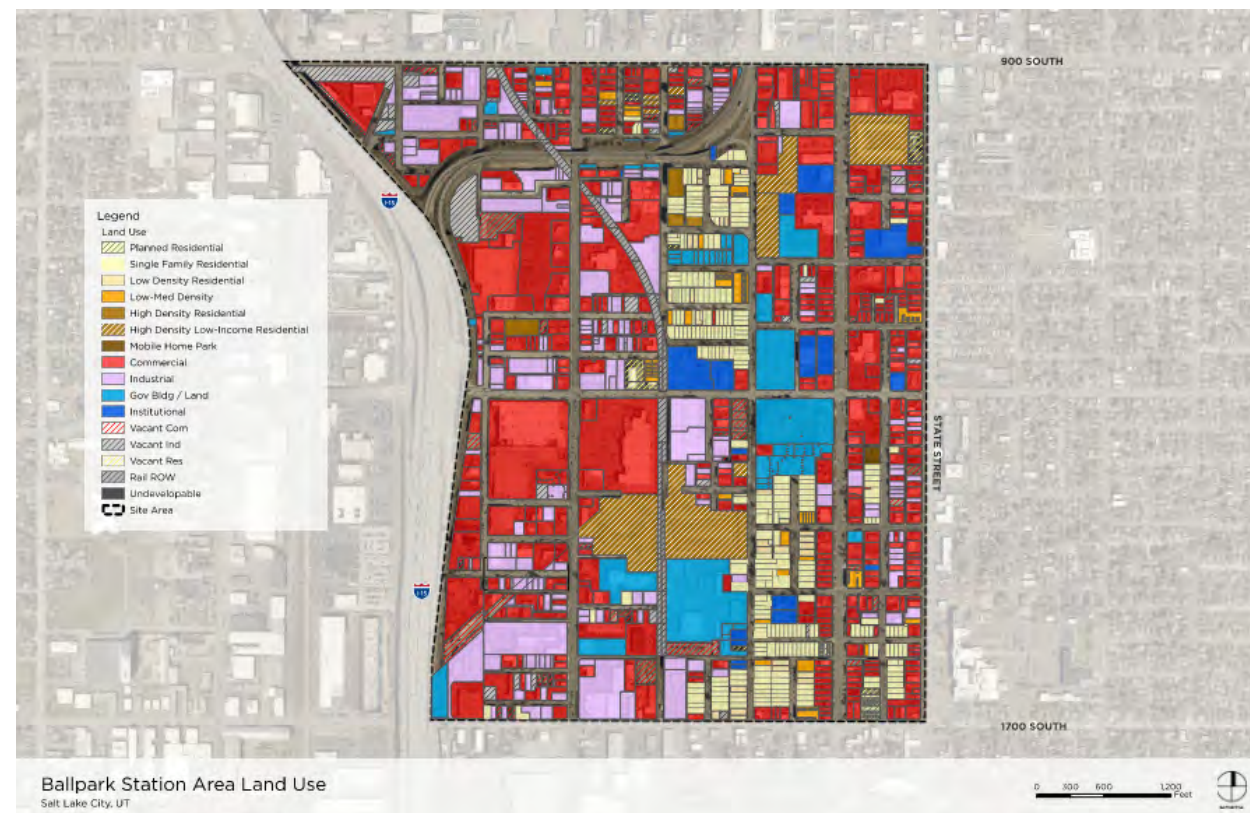 900 SOUTH
I-15
Legend
Land Use
Planned Residential
Single Family Residential
Low Density Residential
Low-Med Density
High Density Residential
High Density Low-Income Residential
Mobile Home Park
Commercial
Industrial
Gov Bldg / Land
Institutional
Vacant Com
Vacant Ind
Vacant Res
Rail ROW
Undevelopable
Site Area
STATE STREET
I-15
1700 SOUTH
Ballpark Station Area Land Use
Salt Lake City, UT
0 300 600 1,200
Feet